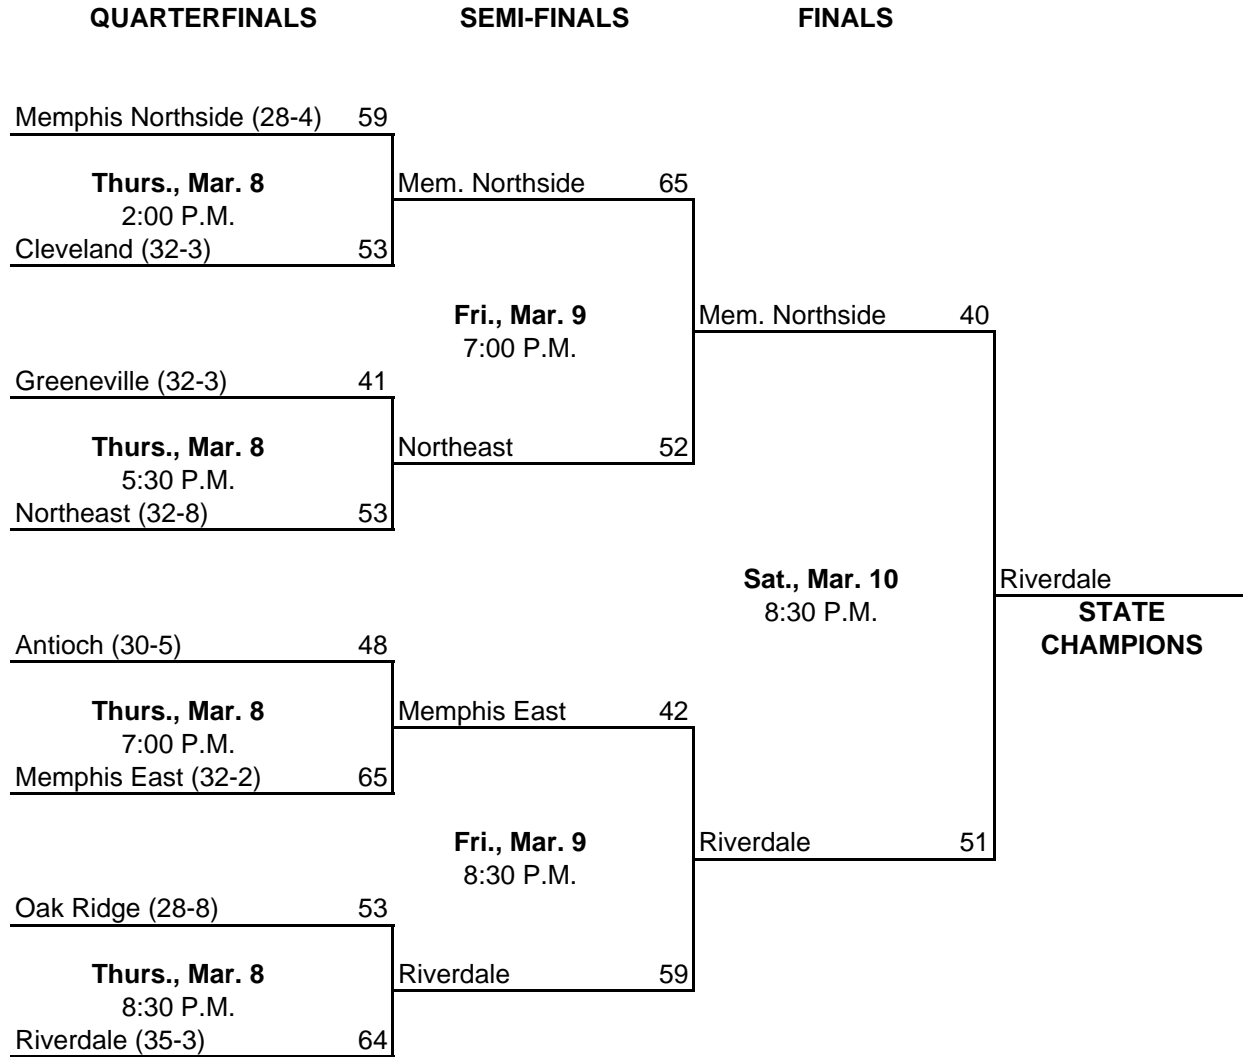 QUARTERFINALS SEMI-FINALS FINALS
Memphis Northside (28-4) 59
Thurs., Mar. 8 Mem. Northside 65
2:00 P.M.
Cleveland (32-3) 53
Fri., Mar. 9 Mem. Northside 40
7:00 P.M.
Greeneville (32-3) 41
Thurs., Mar. 8 Northeast 52
5:30 P.M.
Northeast (32-8) 53
Sat., Mar. 10 Riverdale
8:30 P.M. STATE
Antioch (30-5) 48 CHAMPIONS
Thurs., Mar. 8 Memphis East 42
7:00 P.M.
Memphis East (32-2) 65
Fri., Mar. 9 Riverdale 51
8:30 P.M.
Oak Ridge (28-8) 53
Thurs., Mar. 8 Riverdale 59
8:30 P.M.
Riverdale (35-3) 64